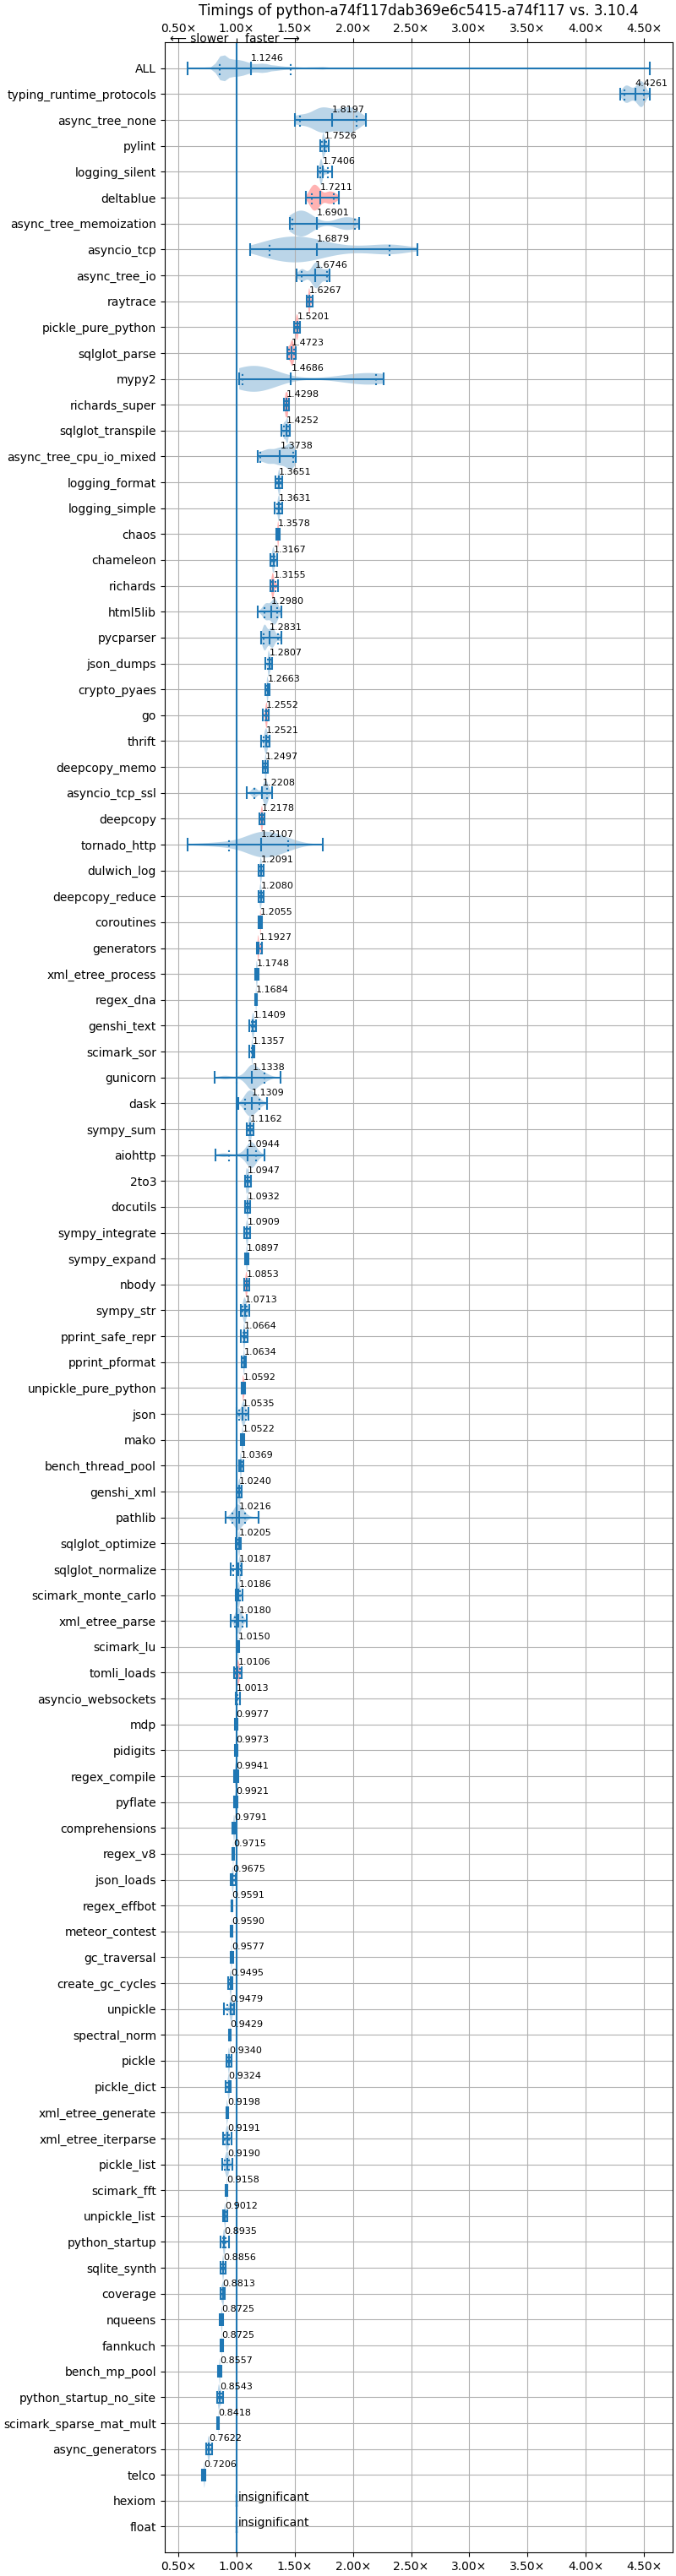 Timings of python-a74f117dab369e6c5415-a74f117 vs. 3.10.4
0.50× 1.00× 1.50× 2.00× 2.50× 3.00× 3.50× 4.00× 4.50×
⟵ slower faster ⟶
ALL 1.1246
typing_runtime_protocols 4.4261
async_tree_none 1.8197
pylint 1.7526
logging_silent 1.7406
deltablue 1.7211
async_tree_memoization 1.6901
asyncio_tcp 1.6879
async_tree_io 1.6746
raytrace 1.6267
pickle_pure_python 1.5201
sqlglot_parse 1.4723
mypy2 1.4686
richards_super 1.4298
sqlglot_transpile 1.4252
async_tree_cpu_io_mixed 1.3738
logging_format 1.3651
logging_simple 1.3631
chaos 1.3578
chameleon 1.3167
richards 1.3155
html5lib 1.2980
pycparser 1.2831
json_dumps 1.2807
crypto_pyaes 1.2663
go 1.2552
thrift 1.2521
deepcopy_memo 1.2497
asyncio_tcp_ssl 1.2208
deepcopy 1.2178
tornado_http 1.2107
dulwich_log 1.2091
deepcopy_reduce 1.2080
coroutines 1.2055
generators 1.1927
xml_etree_process 1.1748
regex_dna 1.1684
genshi_text 1.1409
scimark_sor 1.1357
gunicorn 1.1338
dask 1.1309
sympy_sum 1.1162
aiohttp 1.0944
2to3 1.0947
docutils 1.0932
sympy_integrate 1.0909
sympy_expand 1.0897
nbody 1.0853
sympy_str 1.0713
pprint_safe_repr 1.0664
pprint_pformat 1.0634
unpickle_pure_python 1.0592
json 1.0535
mako 1.0522
bench_thread_pool 1.0369
genshi_xml 1.0240
pathlib 1.0216
sqlglot_optimize 1.0205
sqlglot_normalize 1.0187
scimark_monte_carlo 1.0186
xml_etree_parse 1.0180
scimark_lu 1.0150
tomli_loads 1.0106
asyncio_websockets 1.0013
mdp 0.9977
pidigits 0.9973
regex_compile 0.9941
pyflate 0.9921
comprehensions 0.9791
regex_v8 0.9715
json_loads 0.9675
regex_effbot 0.9591
meteor_contest 0.9590
gc_traversal 0.9577
create_gc_cycles 0.9495
unpickle 0.9479
spectral_norm 0.9429
pickle 0.9340
pickle_dict 0.9324
xml_etree_generate 0.9198
xml_etree_iterparse 0.9191
pickle_list 0.9190
scimark_fft 0.9158
unpickle_list 0.9012
python_startup 0.8935
sqlite_synth 0.8856
coverage 0.8813
nqueens 0.8725
fannkuch 0.8725
bench_mp_pool 0.8557
python_startup_no_site 0.8543
scimark_sparse_mat_mult 0.8418
async_generators 0.7622
telco 0.7206
hexiom insignificant
float insignificant
0.50× 1.00× 1.50× 2.00× 2.50× 3.00× 3.50× 4.00× 4.50×